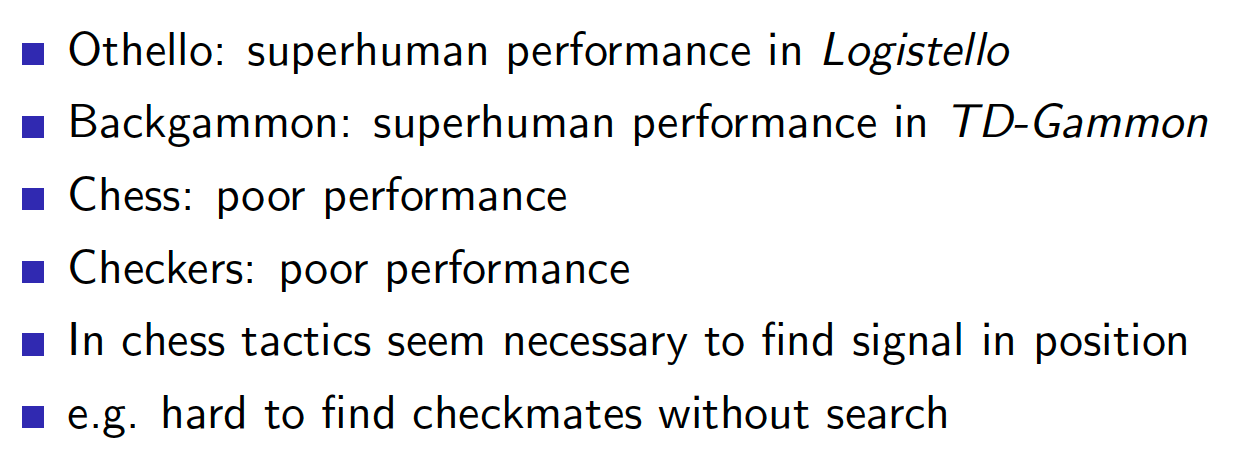 Othello: superhuman performance in Logistello
Backgammon: superhuman performance in TD-Gammon
Chess: poor performance
Checkers: poor performance
In chess tactics seem necessary to find signal in position
e.g. hard to find checkmates without search